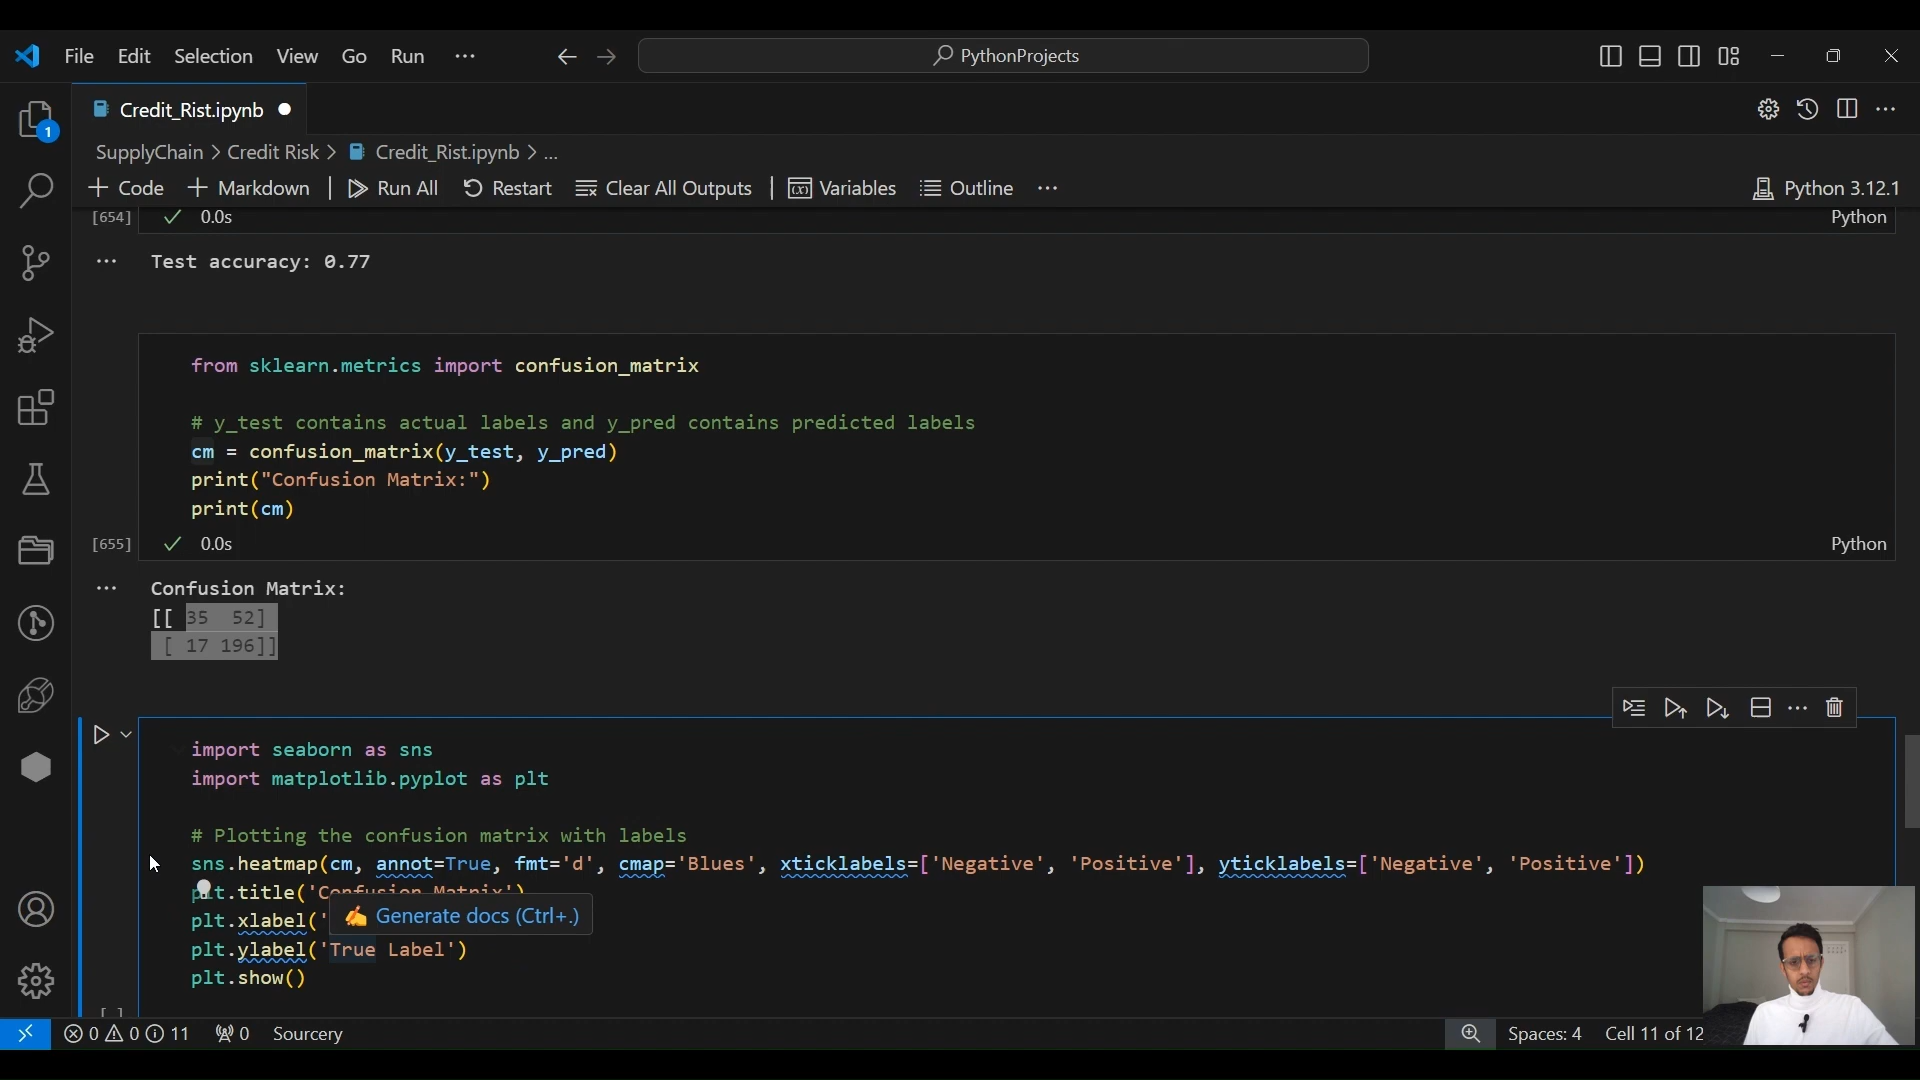 File Edit Selection View Go Run ··· PythonProjects
Credit_Rist.ipynb
1
SupplyChain > Credit Risk > Credit_Rist.ipynb > ...
Code Markdown Run All Restart Clear All Outputs Variables Outline ··· Python 3.12.1
[654] 0.0s Python
··· Test accuracy: 0.77
from sklearn.metrics import confusion_matrix
# y_test contains actual labels and y_pred contains predicted labels
cm = confusion_matrix(y_test, y_pred)
print("Confusion Matrix:")
print(cm)
[655] 0.0s Python
··· Confusion Matrix:
[[ 35 52]
[ 17 196]]
import seaborn as sns
import matplotlib.pyplot as plt
# Plotting the confusion matrix with labels
sns.heatmap(cm, annot=True, fmt='d', cmap='Blues', xticklabels=['Negative', 'Positive'], yticklabels=['Negative', 'Positive'])
plt.title('Confusion Matrix')
plt.xlabel('
Generate docs (Ctrl+.)
plt.ylabel('True Label')
plt.show()
[ ]
0 0 11 0 Sourcery Spaces: 4 Cell 11 of 12